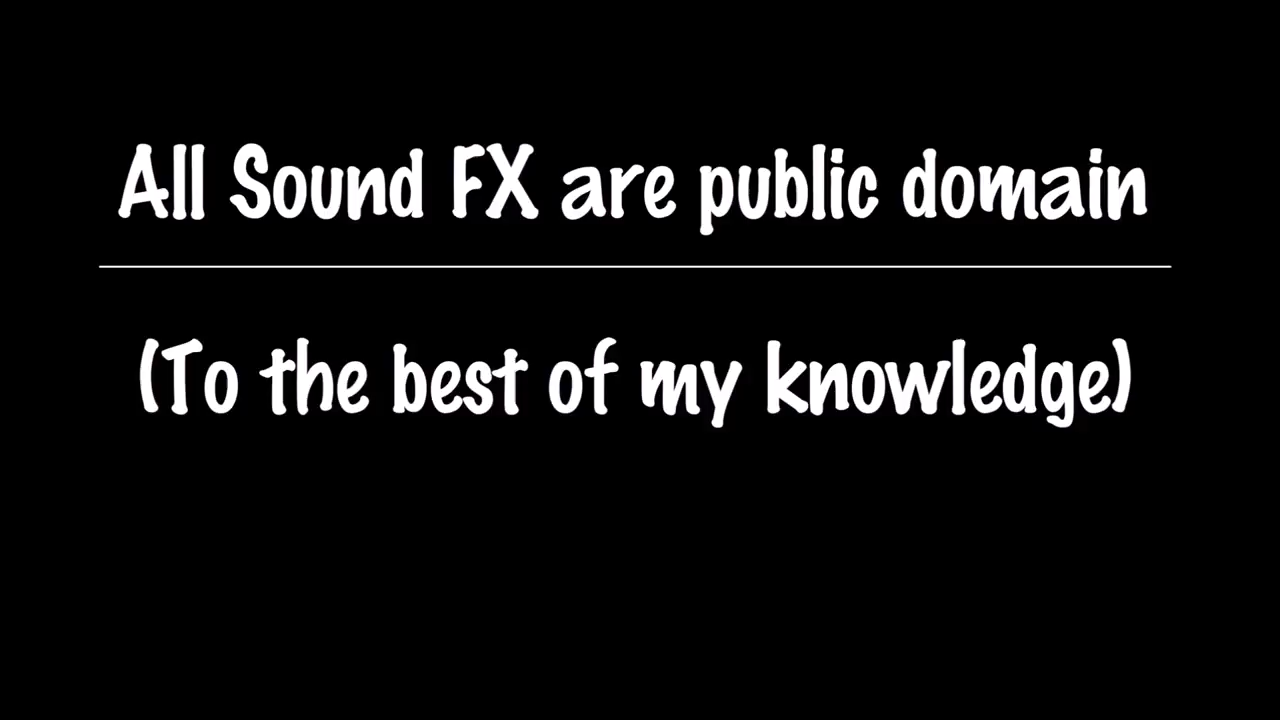 All Sound FX are public domain
(To the best of my knowledge)